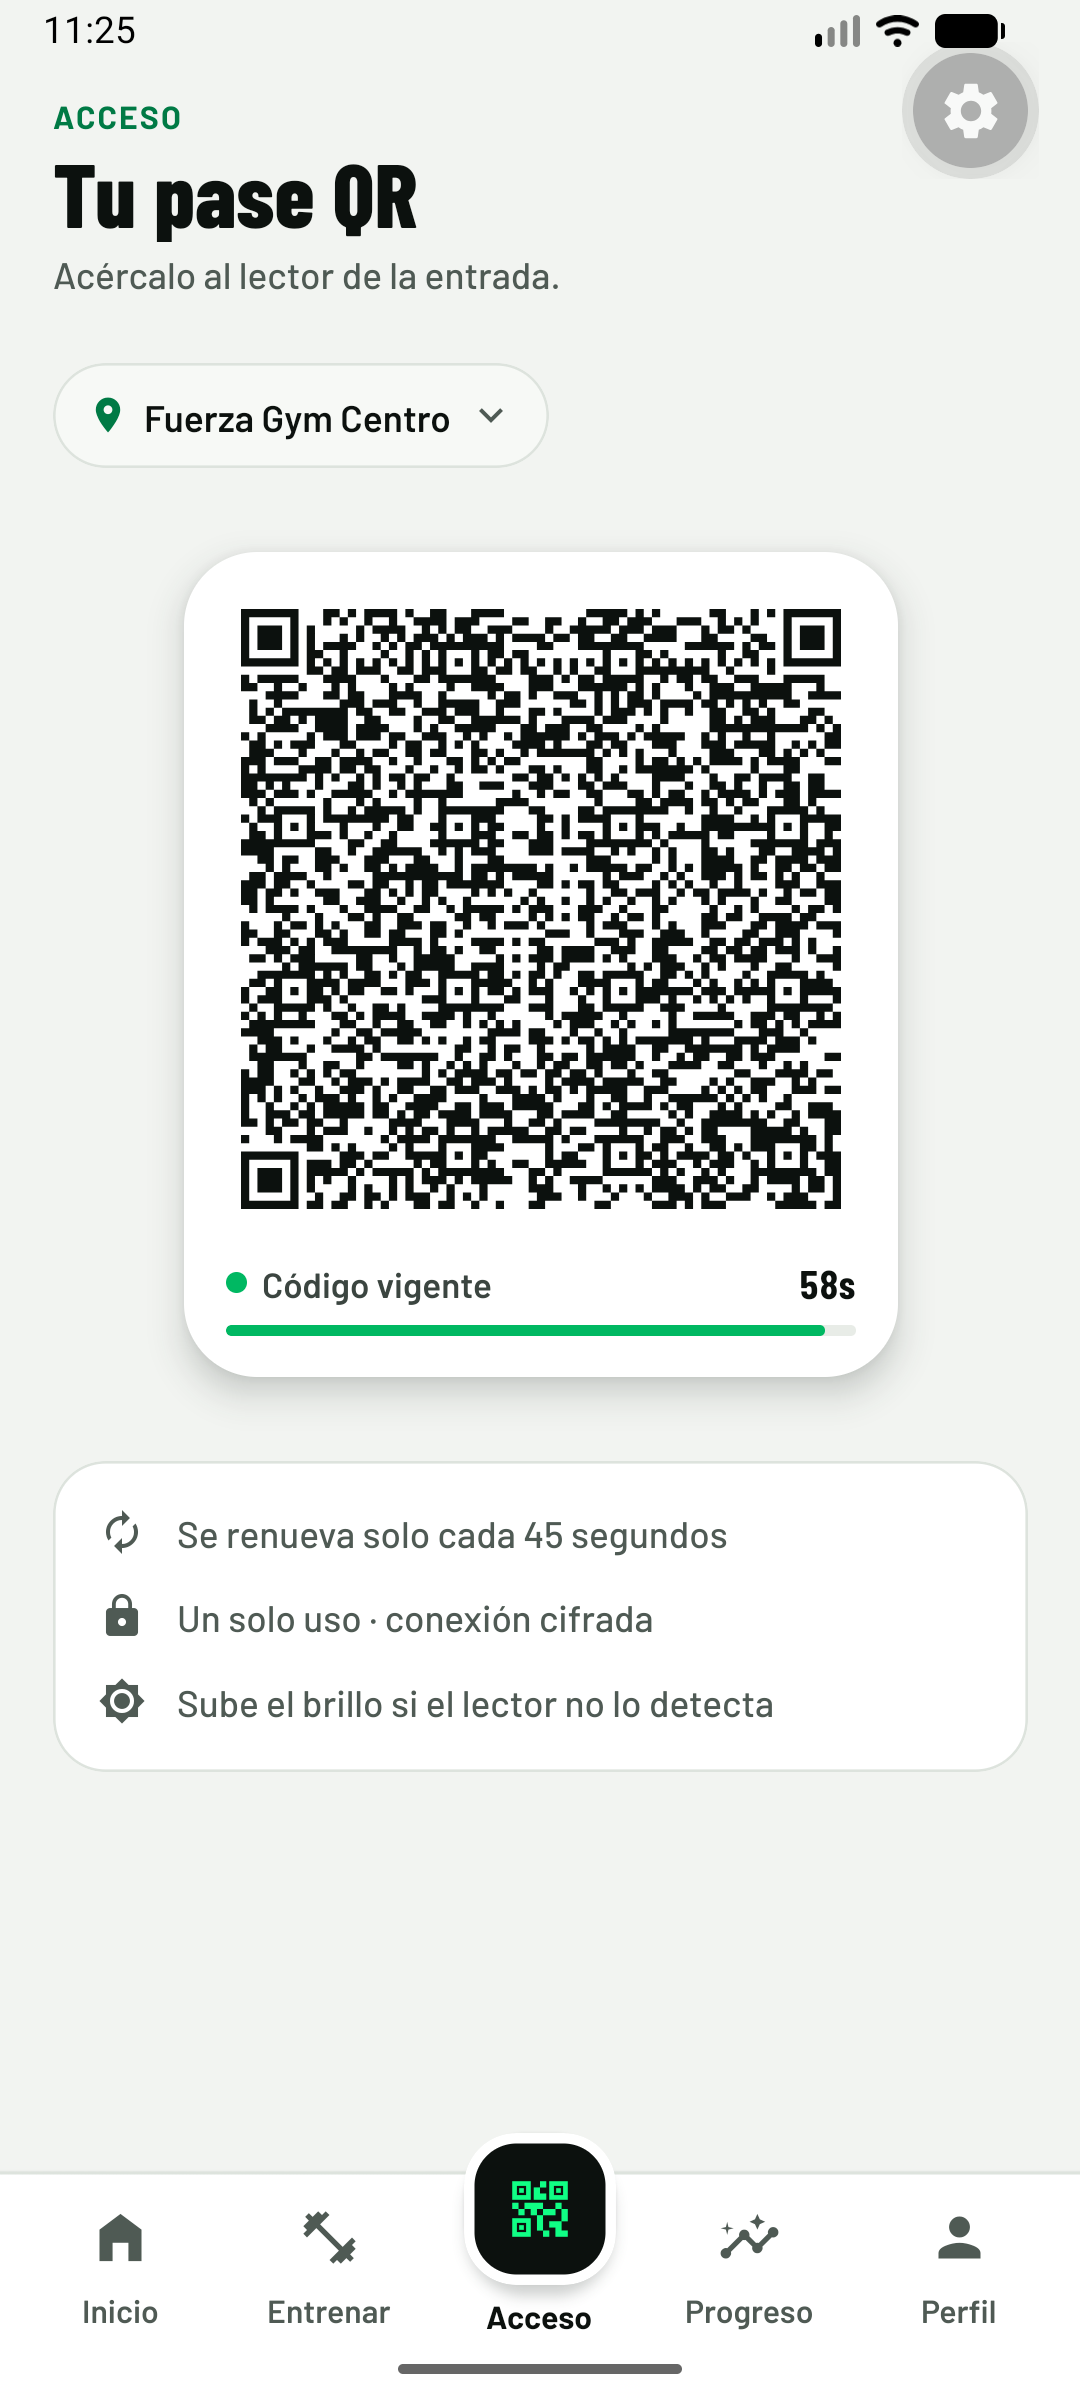 11:25
ACCESO
Tu pase QR
Acércalo al lector de la entrada.
Fuerza Gym Centro
Código vigente
58s
Se renueva solo cada 45 segundos
Un solo uso · conexión cifrada
Sube el brillo si el lector no lo detecta
Inicio
Entrenar
Acceso
Progreso
Perfil